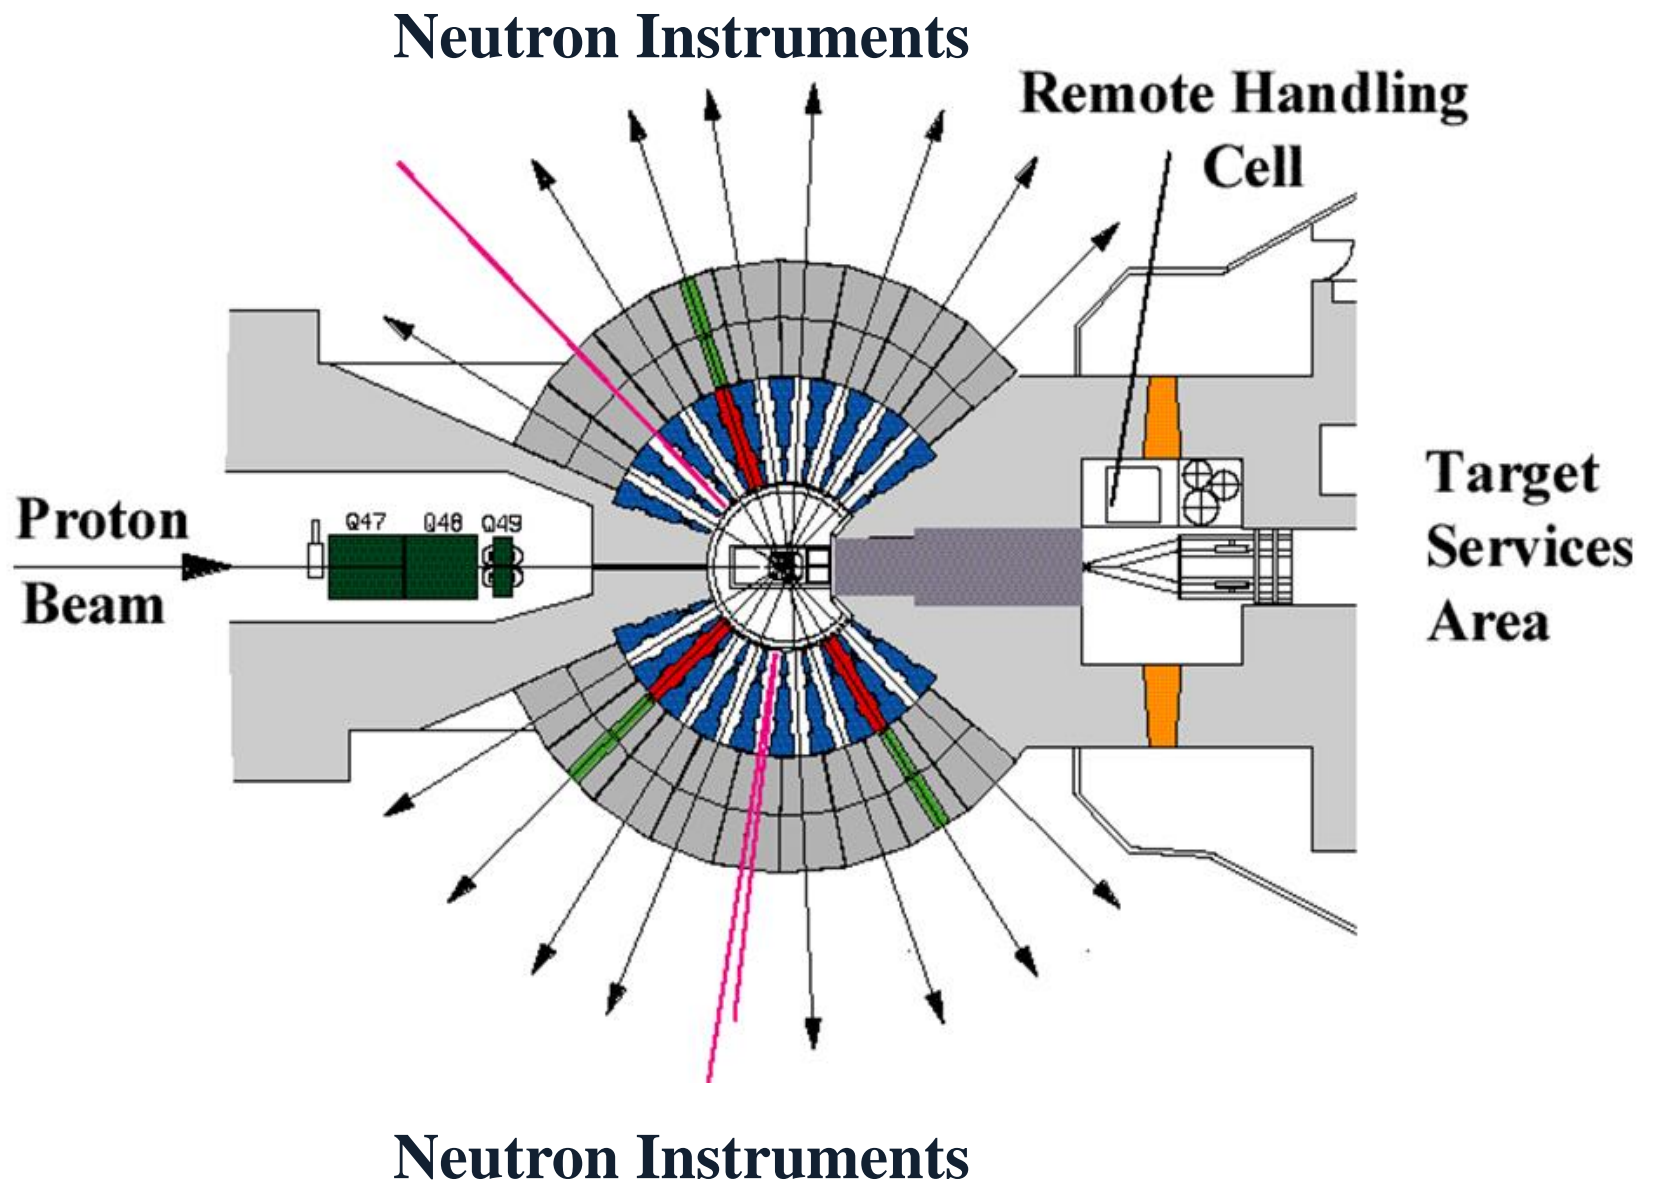 Neutron Instruments
Remote Handling
Cell
Proton
Beam
Q47
Q48
Q49
Target
Services
Area
Neutron Instruments